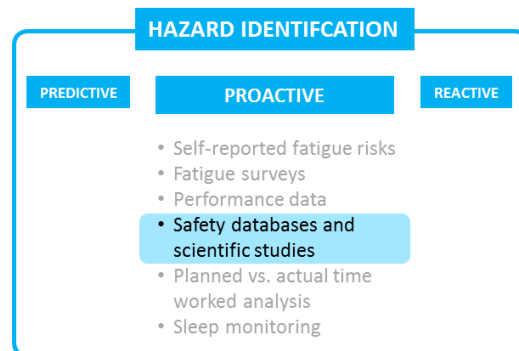 HAZARD IDENTIFCATION
PREDICTIVE
PROACTIVE
REACTIVE
• Self-reported fatigue risks
• Fatigue surveys
• Performance data
• Safety databases and
scientific studies
• Planned vs. actual time
worked analysis
• Sleep monitoring